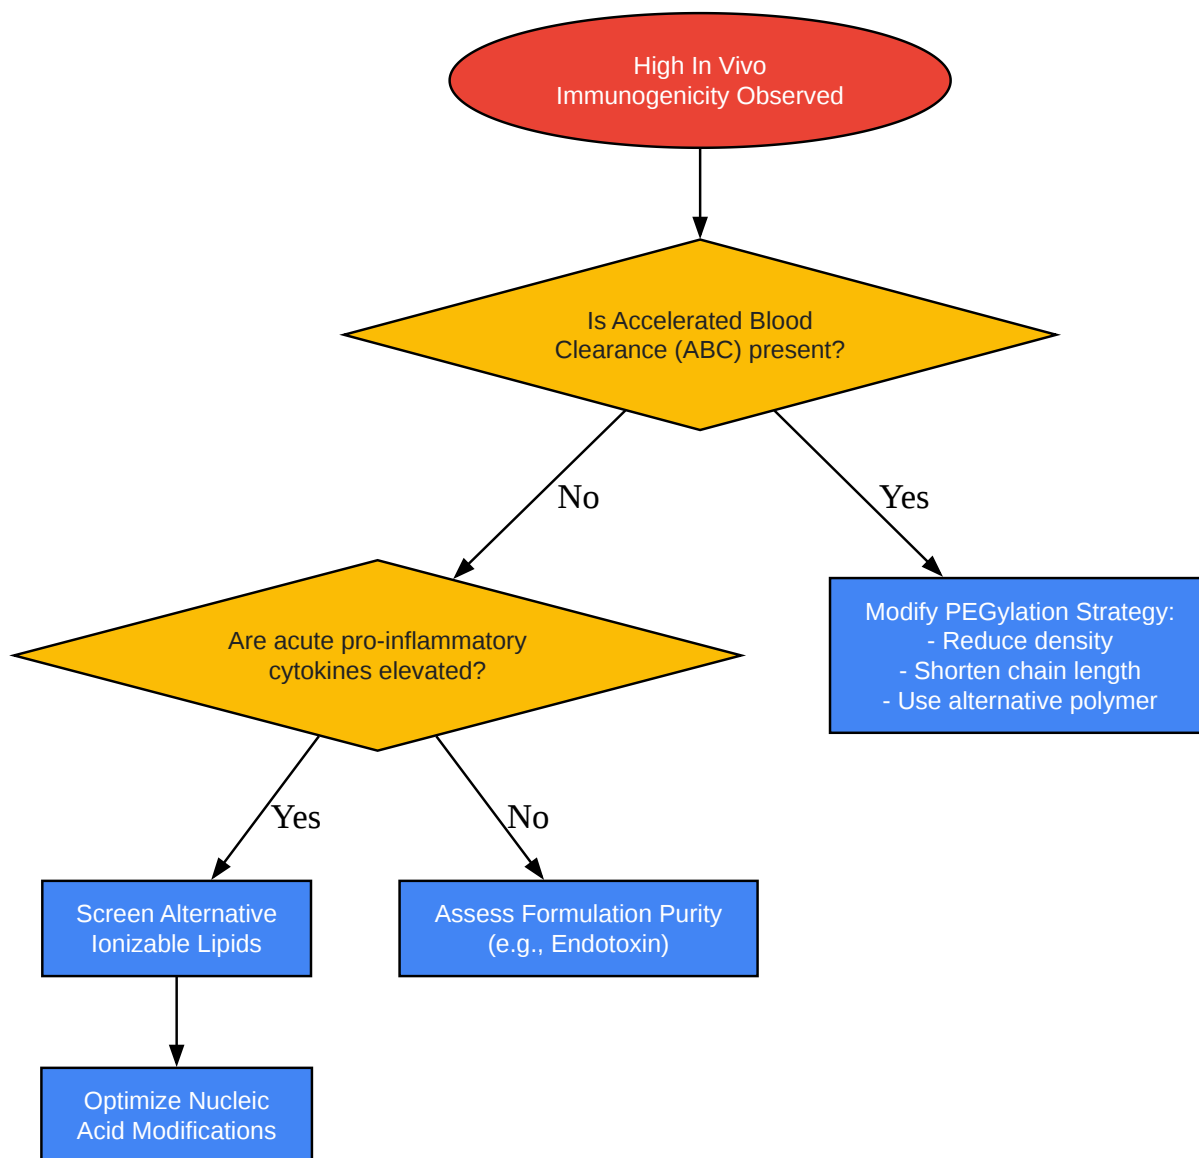 High In Vivo
Immunogenicity Observed
Is Accelerated Blood
Clearance (ABC) present?
No
Yes
Are acute pro-inflammatory
cytokines elevated?
Modify PEGylation Strategy:
- Reduce density
- Shorten chain length
- Use alternative polymer
Yes
No
Screen Alternative
Ionizable Lipids
Assess Formulation Purity
(e.g., Endotoxin)
Optimize Nucleic
Acid Modifications